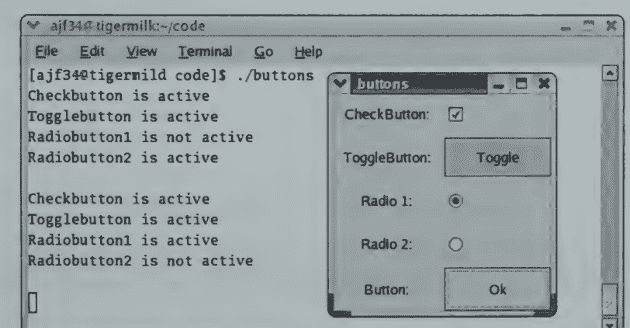 ajf34@tigermilk:~/code
File Edit View Terminal Go Help
[ajf34@tigermild code]$ ./buttons
Checkbutton is active
Togglebutton is active
Radiobutton1 is not active
Radiobutton2 is active
Checkbutton is active
Togglebutton is active
Radiobutton1 is active
Radiobutton2 is not active
buttons
CheckButton:
ToggleButton: Toggle
Radio 1:
Radio 2:
Button: Ok